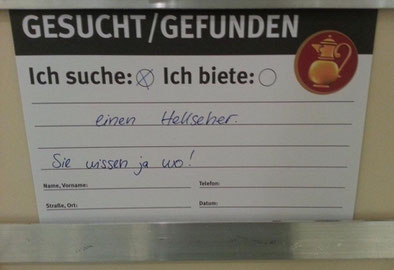 GESUCHT/GEFUNDEN
Ich suche: Ich biete:
einen Hellseher.
Sie wissen ja wo!
Name, Vorname: Telefon:
Straße, Ort: Datum: